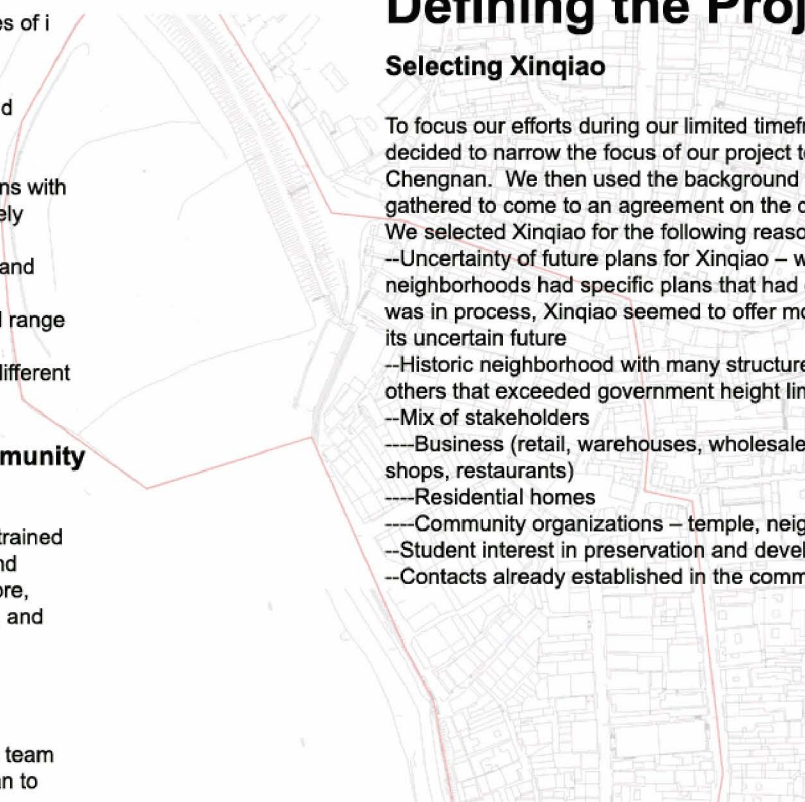 es of i
d
ns with
ely
and
range
different
munity
trained
nd
ore,
and
team
an to
Defining the Proj
Selecting Xinqiao
To focus our efforts during our limited timef
decided to narrow the focus of our project t
Chengnan. We then used the background
gathered to come to an agreement on the c
We selected Xinqiao for the following reaso
--Uncertainty of future plans for Xinqiao – w
neighborhoods had specific plans that had
was in process, Xinqiao seemed to offer mo
its uncertain future
--Historic neighborhood with many structure
others that exceeded government height lim
--Mix of stakeholders
----Business (retail, warehouses, wholesale
shops, restaurants)
----Residential homes
----Community organizations – temple, neig
--Student interest in preservation and devel
--Contacts already established in the comm